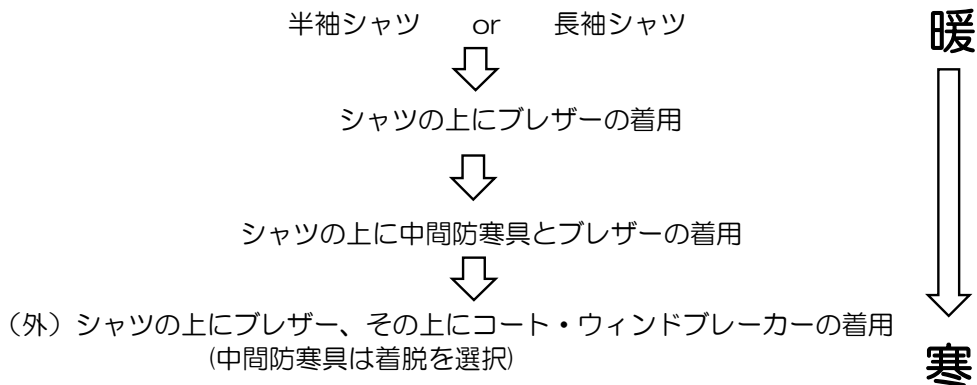 半袖シャツ or 長袖シャツ
暖
シャツの上にブレザーの着用
シャツの上に中間防寒具とブレザーの着用
（外）シャツの上にブレザー、その上にコート・ウィンドブレーカーの着用
(中間防寒具は着脱を選択)
寒